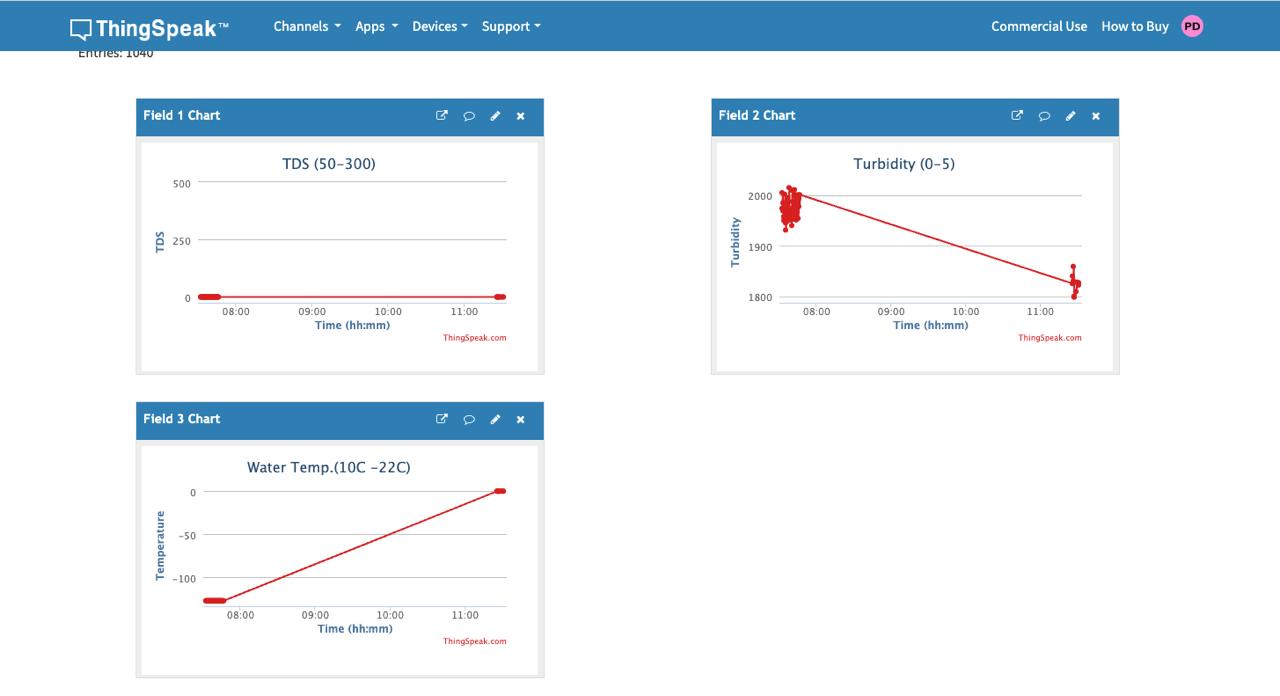 ThingSpeak™ Channels Apps Devices Support Commercial Use How to Buy PD
Entries: 1040
Field 1 Chart
TDS (50-300)
500
250
0
TDS
08:00 09:00 10:00 11:00
Time (hh:mm)
ThingSpeak.com
Field 2 Chart
Turbidity (0-5)
2000
1900
1800
Turbidity
08:00 09:00 10:00 11:00
Time (hh:mm)
ThingSpeak.com
Field 3 Chart
Water Temp.(10C -22C)
0
-50
-100
Temperature
08:00 09:00 10:00 11:00
Time (hh:mm)
ThingSpeak.com